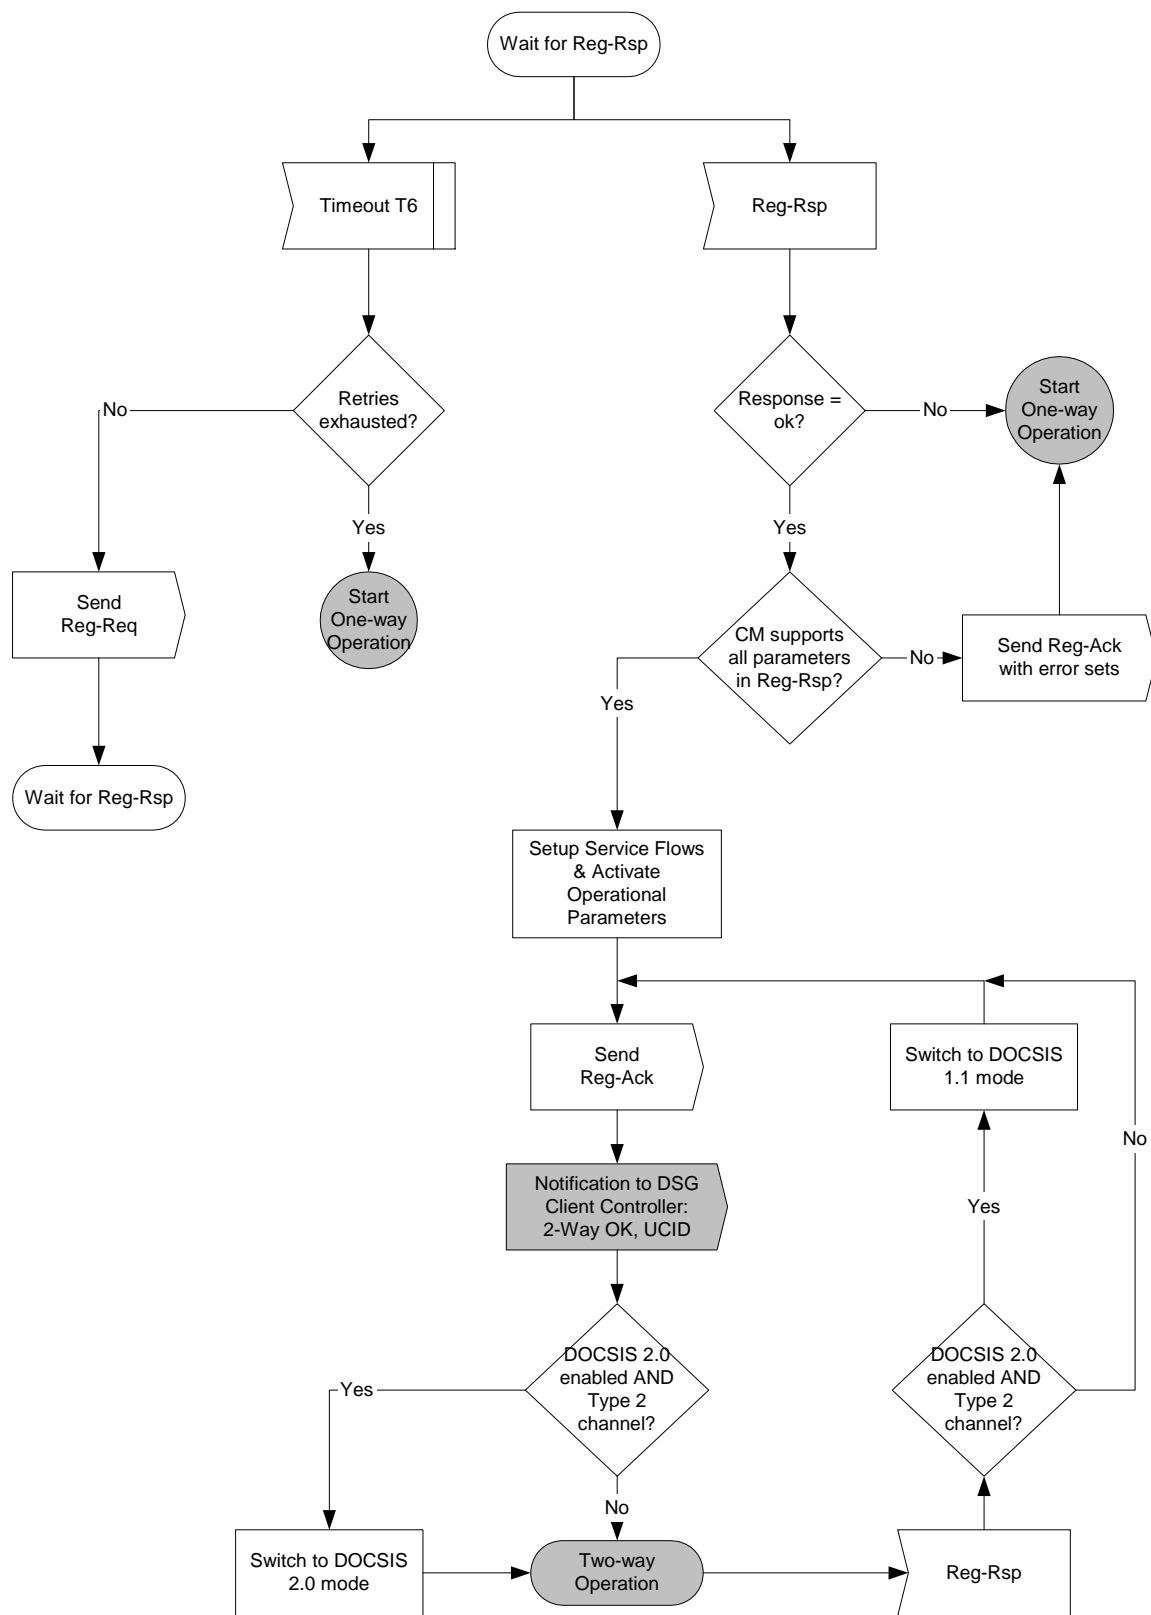 Wait for Reg-Rsp
Timeout T6
Reg-Rsp
Retries
exhausted?
No
Yes
Response =
ok?
No
Yes
Start
One-way
Operation
Send
Reg-Req
Start
One-way
Operation
CM supports
all parameters
in Reg-Rsp?
No
Yes
Send Reg-Ack
with error sets
Wait for Reg-Rsp
Setup Service Flows
& Activate
Operational
Parameters
Send
Reg-Ack
Switch to DOCSIS
1.1 mode
No
Notification to DSG
Client Controller:
2-Way OK, UCID
Yes
DOCSIS 2.0
enabled AND
Type 2
channel?
Yes
No
DOCSIS 2.0
enabled AND
Type 2
channel?
Switch to DOCSIS
2.0 mode
Two-way
Operation
Reg-Rsp